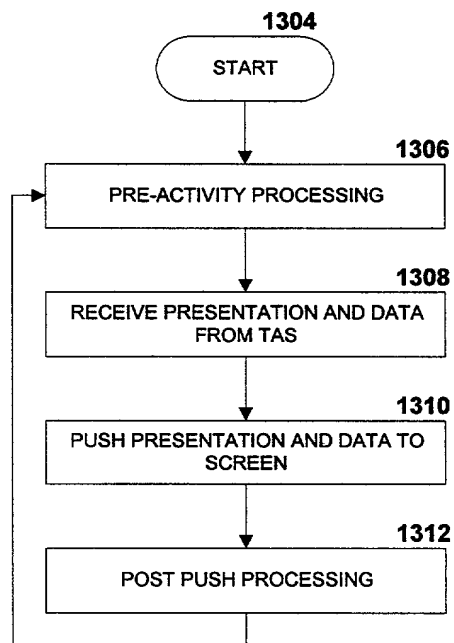 1304
START
1306
PRE-ACTIVITY PROCESSING
1308
RECEIVE PRESENTATION AND DATA
FROM TAS
1310
PUSH PRESENTATION AND DATA TO
SCREEN
1312
POST PUSH PROCESSING